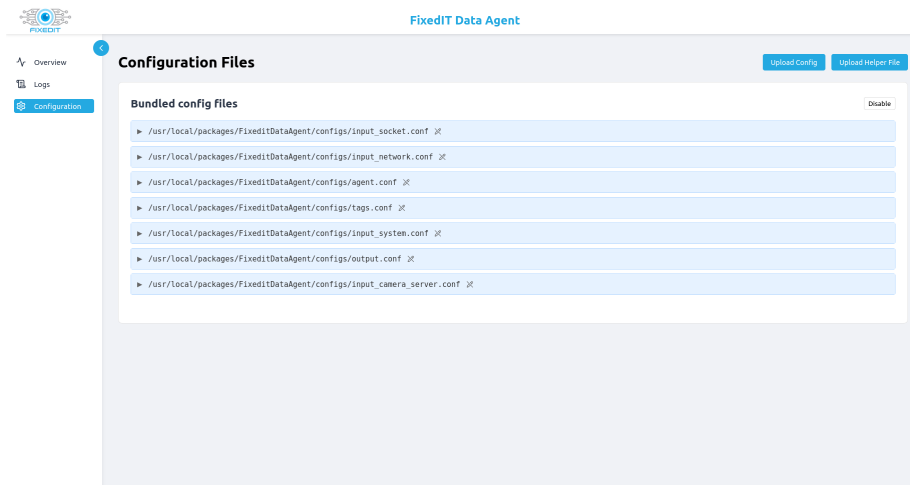 FIXEDIT
FixedIT Data Agent
Overview
Logs
Configuration
Configuration Files
Upload Config
Upload Helper File
Bundled config files
Disable
/usr/local/packages/FixeditDataAgent/configs/input_socket.conf
/usr/local/packages/FixeditDataAgent/configs/input_network.conf
/usr/local/packages/FixeditDataAgent/configs/agent.conf
/usr/local/packages/FixeditDataAgent/configs/tags.conf
/usr/local/packages/FixeditDataAgent/configs/input_system.conf
/usr/local/packages/FixeditDataAgent/configs/output.conf
/usr/local/packages/FixeditDataAgent/configs/input_camera_server.conf